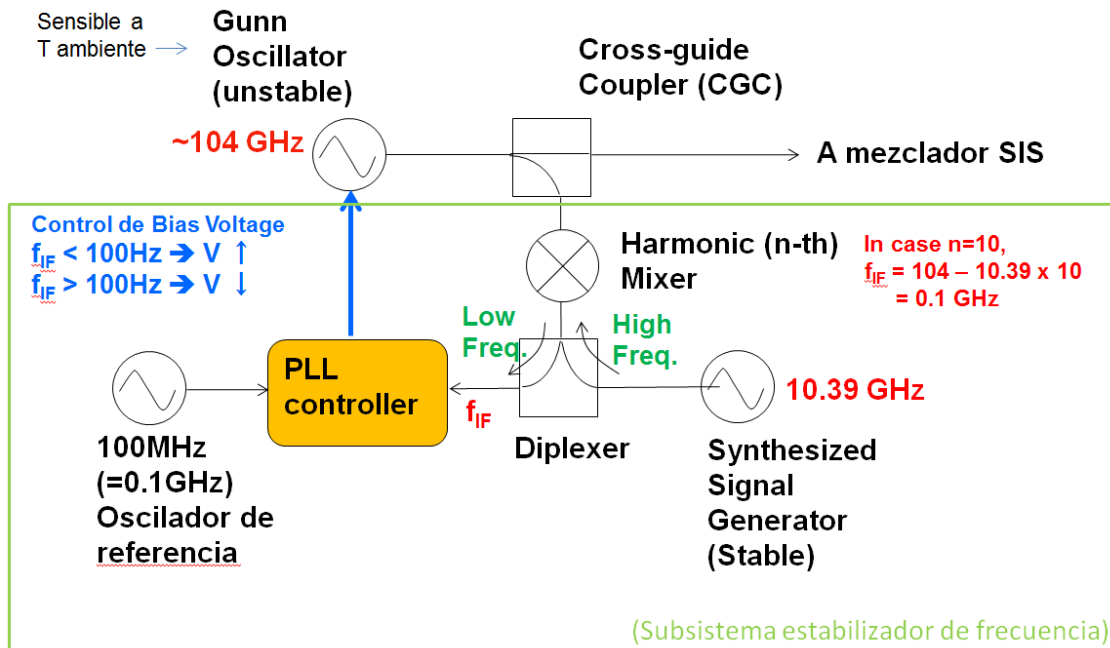 Sensible a
T ambiente
Gunn
Oscillator
(unstable)
~104 GHz
Cross-guide
Coupler (CGC)
A mezclador SIS
Control de Bias Voltage
fIF < 100Hz ➔ V ↑
fIF > 100Hz ➔ V ↓
Harmonic (n-th)
Mixer
In case n=10,
fIF = 104 – 10.39 x 10
= 0.1 GHz
Low
Freq.
High
Freq.
PLL
controller
fIF
10.39 GHz
Diplexer
100MHz
(=0.1GHz)
Oscilador de
referencia
Synthesized
Signal
Generator
(Stable)
(Subsistema estabilizador de frecuencia)